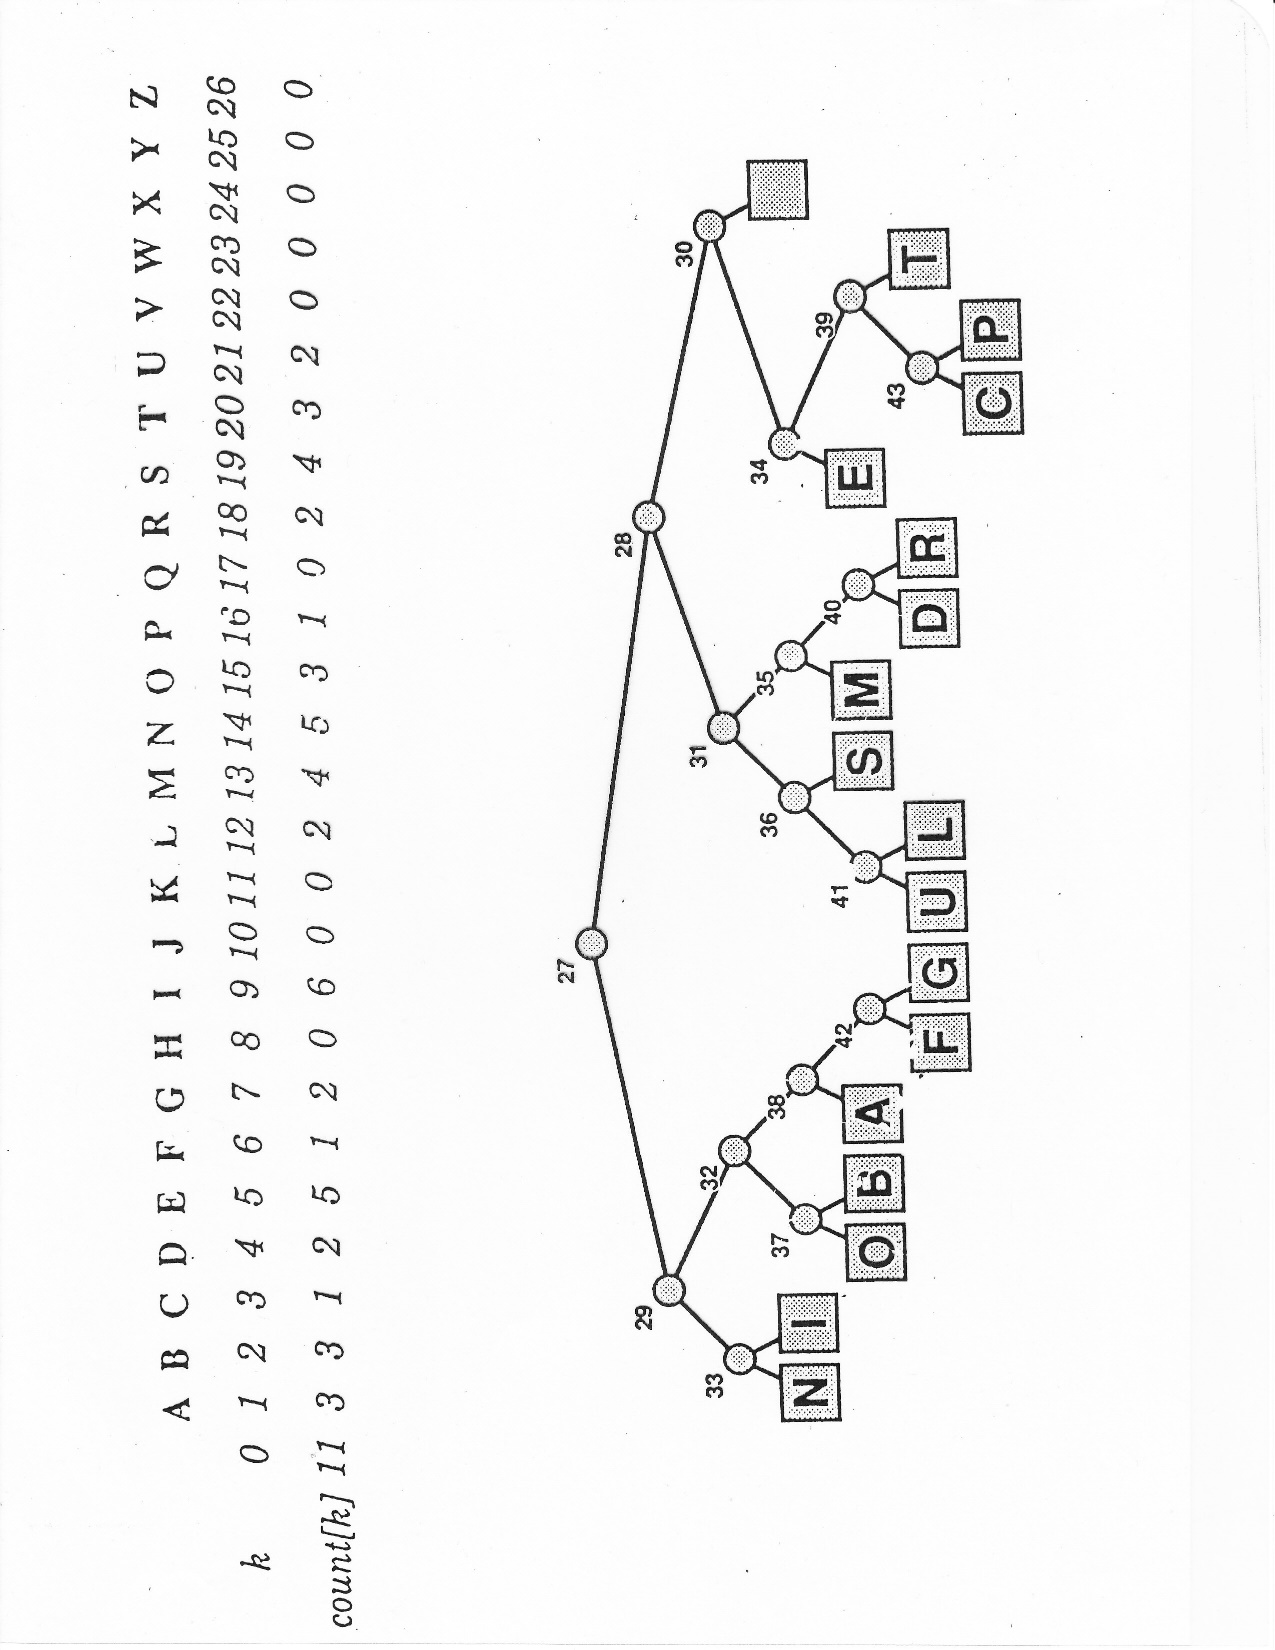 A B C D E F G H I J K L M N O P Q R S T U V W X Y Z
k 0 1 2 3 4 5 6 7 8 9 10 11 12 13 14 15 16 17 18 19 20 21 22 23 24 25 26
count[k] 11 3 3 1 2 5 1 2 0 6 0 0 2 4 5 3 1 0 2 4 3 2 0 0 0 0 0
27
28
29 30
33 32 31 34
37 38 36 35 39
N I
42 41 40 43
O B A S M E T
F G U L D R C P